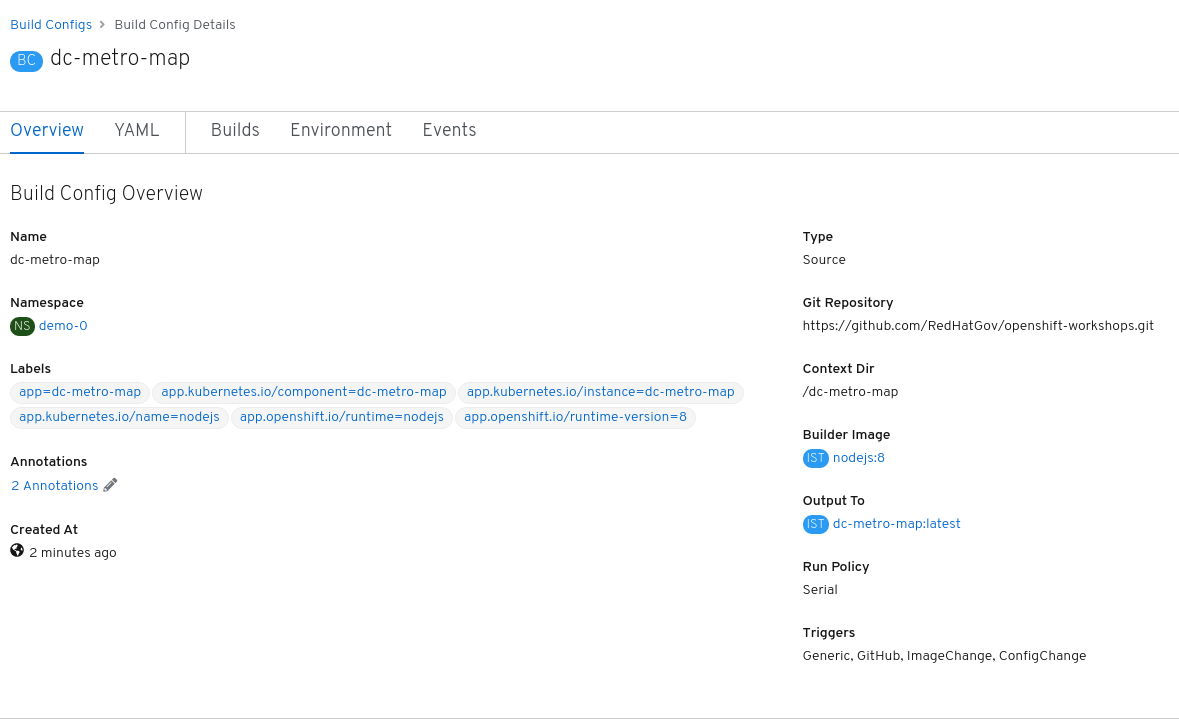 Build Configs > Build Config Details
BC dc-metro-map
Overview YAML Builds Environment Events
Build Config Overview
Name
dc-metro-map
Namespace
NS demo-0
Labels
app=dc-metro-map app.kubernetes.io/component=dc-metro-map app.kubernetes.io/instance=dc-metro-map
app.kubernetes.io/name=nodejs app.openshift.io/runtime=nodejs app.openshift.io/runtime-version=8
Annotations
2 Annotations
Created At
2 minutes ago
Type
Source
Git Repository
https://github.com/RedHatGov/openshift-workshops.git
Context Dir
/dc-metro-map
Builder Image
IST nodejs:8
Output To
IST dc-metro-map:latest
Run Policy
Serial
Triggers
Generic, GitHub, ImageChange, ConfigChange